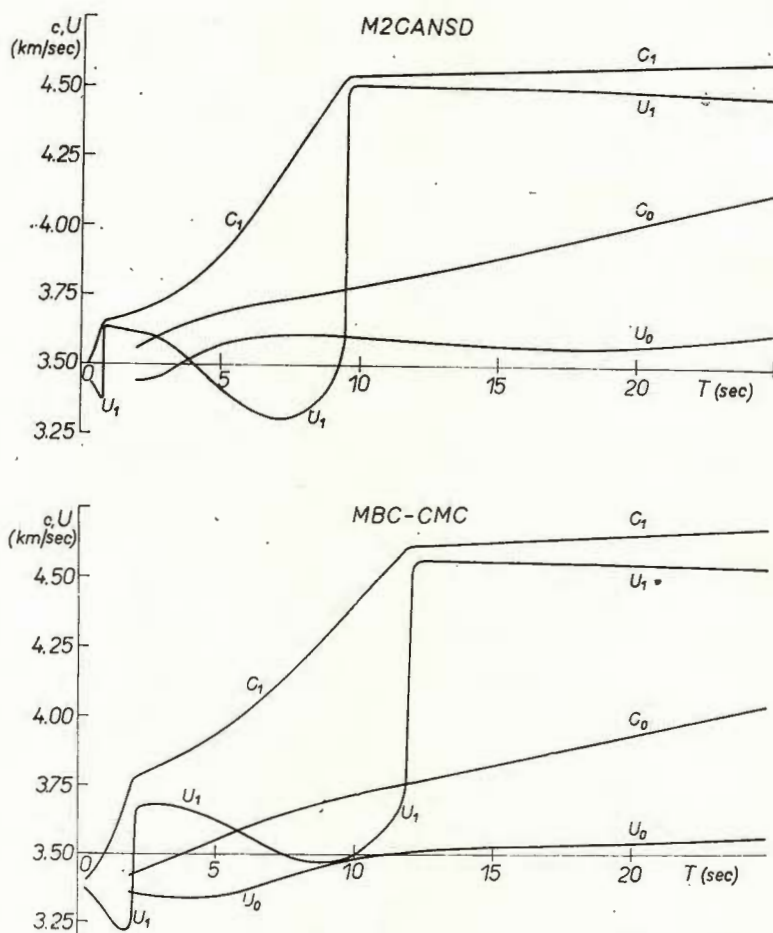 c,U
(km/sec)
M2CANSD
4.50
4.25
4.00
3.75
3.50
3.25
C₁
U₁
C₁
C₀
U₀
0
5
10
15
20
T (sec)
U₁
U₁
c,U
(km/sec)
MBC-CMC
4.50
4.25
4.00
3.75
3.50
3.25
C₁
U₁
C₁
C₀
U₁
U₁
U₀
0
5
10
15
20
T (sec)
U₁
U₀